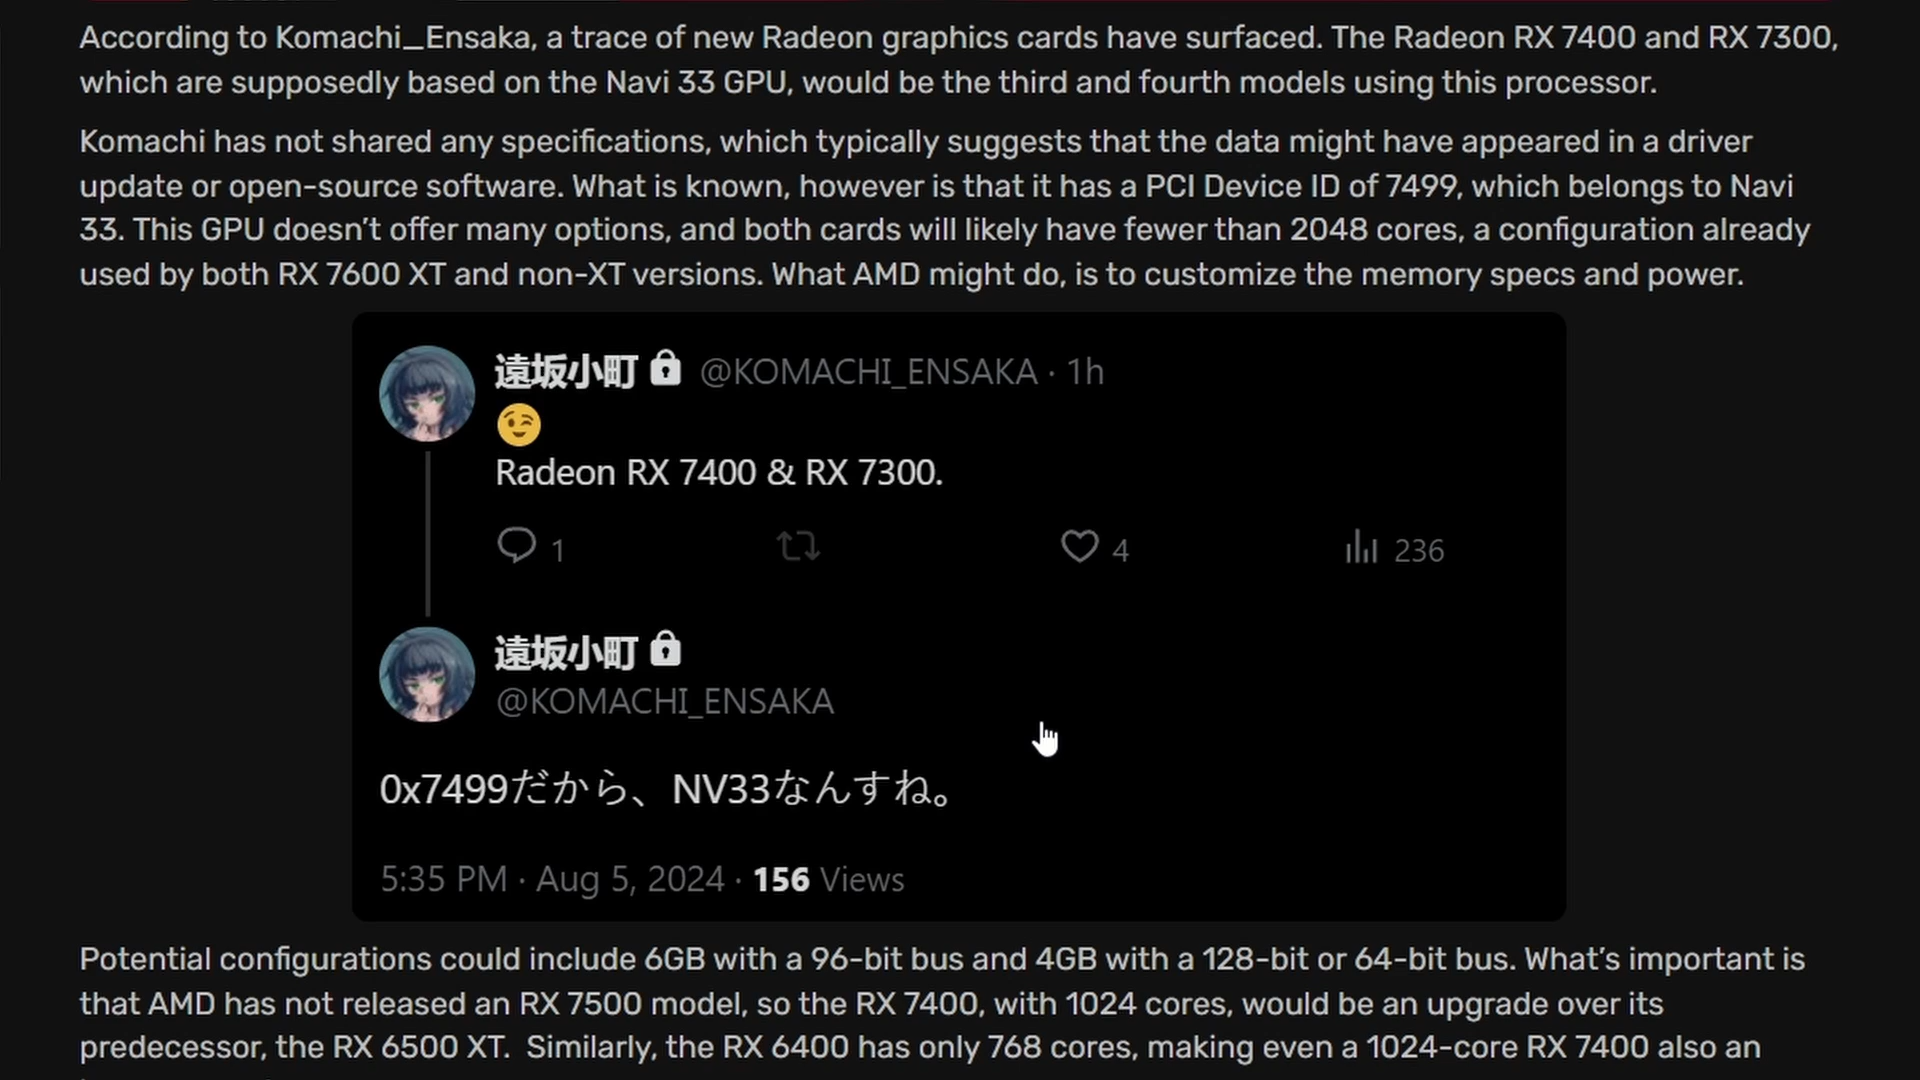 According to Komachi_Ensaka, a trace of new Radeon graphics cards have surfaced. The Radeon RX 7400 and RX 7300,
which are supposedly based on the Navi 33 GPU, would be the third and fourth models using this processor.
Komachi has not shared any specifications, which typically suggests that the data might have appeared in a driver
update or open-source software. What is known, however is that it has a PCI Device ID of 7499, which belongs to Navi
33. This GPU doesn’t offer many options, and both cards will likely have fewer than 2048 cores, a configuration already
used by both RX 7600 XT and non-XT versions. What AMD might do, is to customize the memory specs and power.
遠坂小町 @KOMACHI_ENSAKA · 1h
Radeon RX 7400 & RX 7300.
1 4 236
遠坂小町
@KOMACHI_ENSAKA
0x7499だから、NV33なんすね。
5:35 PM · Aug 5, 2024 · 156 Views
Potential configurations could include 6GB with a 96-bit bus and 4GB with a 128-bit or 64-bit bus. What’s important is
that AMD has not released an RX 7500 model, so the RX 7400, with 1024 cores, would be an upgrade over its
predecessor, the RX 6500 XT. Similarly, the RX 6400 has only 768 cores, making even a 1024-core RX 7400 also an